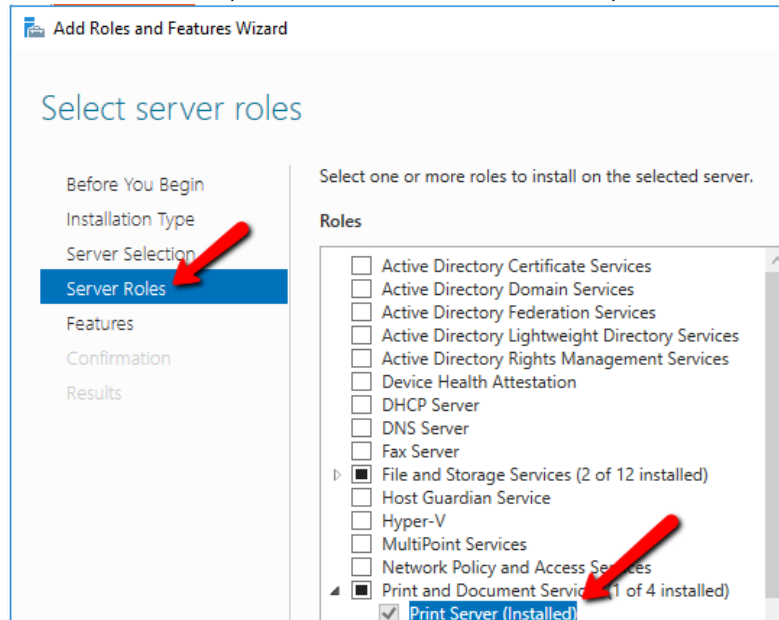 Add Roles and Features Wizard
Select server roles
Before You Begin
Installation Type
Server Selection
Server Roles
Features
Confirmation
Results
Select one or more roles to install on the selected server.
Roles
Active Directory Certificate Services
Active Directory Domain Services
Active Directory Federation Services
Active Directory Lightweight Directory Services
Active Directory Rights Management Services
Device Health Attestation
DHCP Server
DNS Server
Fax Server
File and Storage Services (2 of 12 installed)
Host Guardian Service
Hyper-V
MultiPoint Services
Network Policy and Access Services
Print and Document Services (1 of 4 installed)
Print Server (Installed)